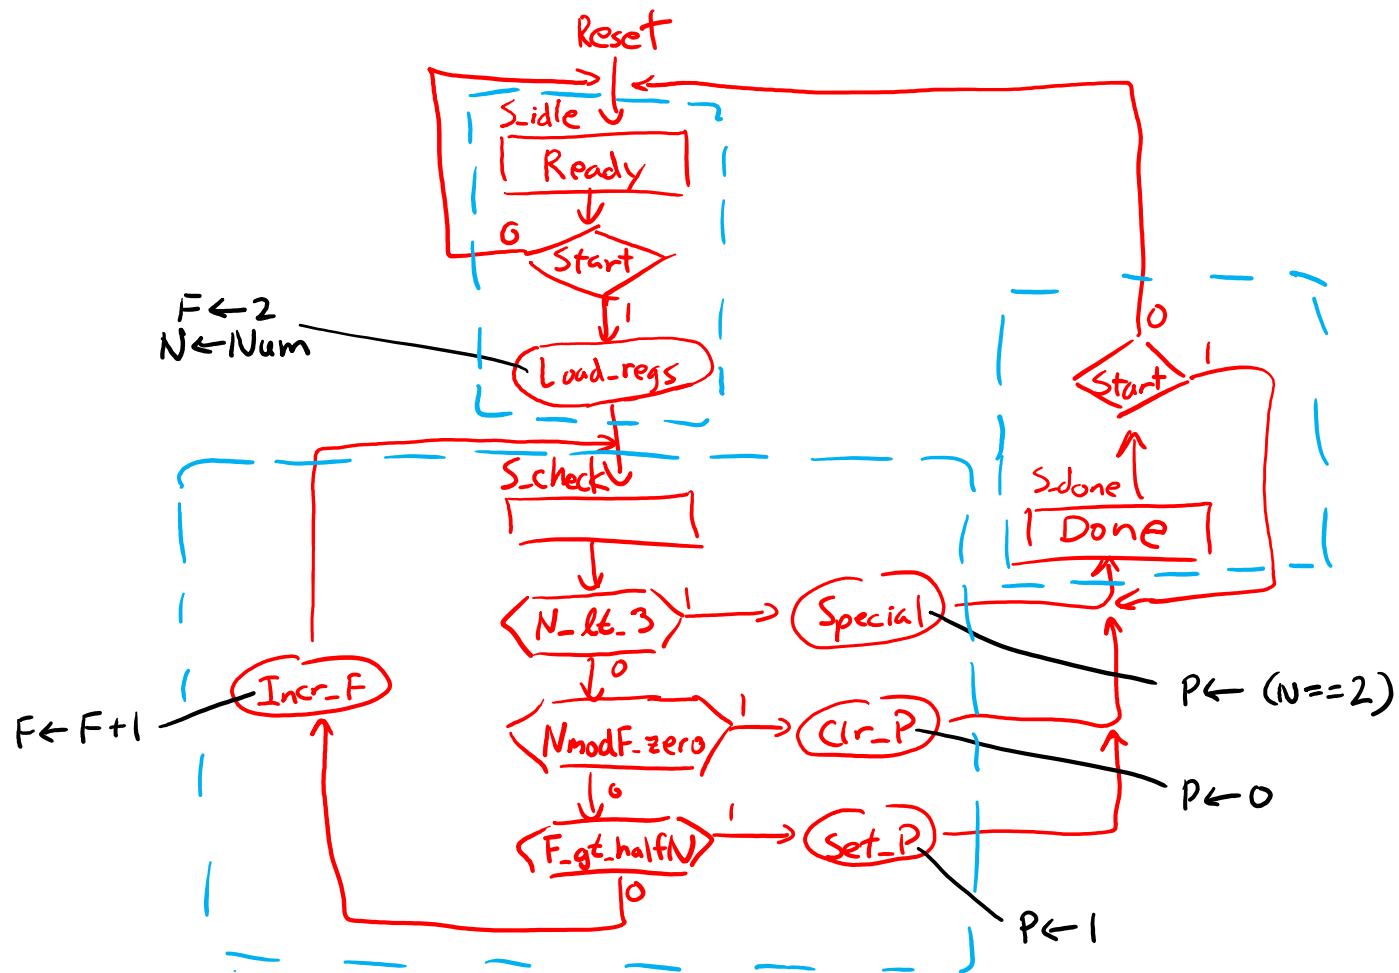 Reset
S_idle
Ready
0
Start
1
F←2
N←Num
Load_regs
0
1
Start
S_check
S_done
Done
N_lt_3
1
Special
0
P← (N==2)
Incr_F
F←F+1
NmodF_zero
1
Clr_P
0
P←0
F_gt_halfN
1
Set_P
0
P←1